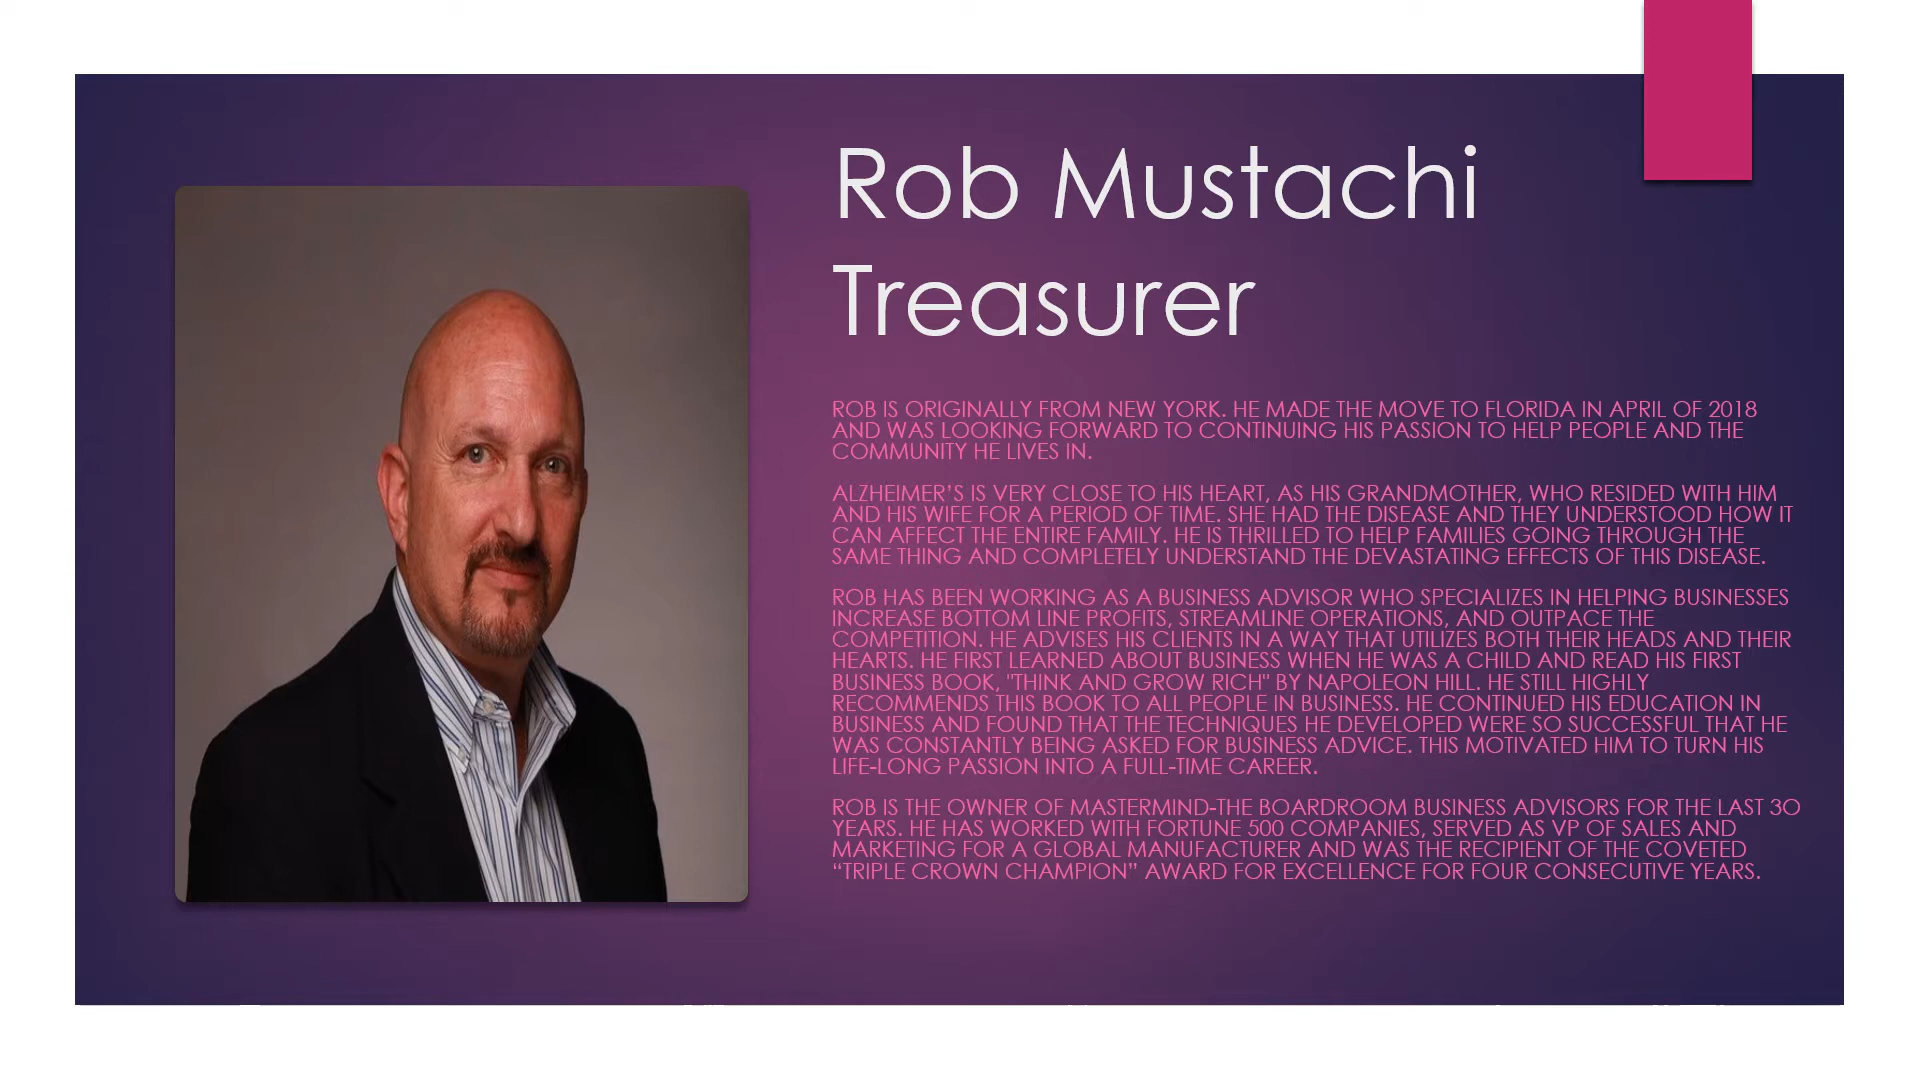 Rob Mustachi
Treasurer
ROB IS ORIGINALLY FROM NEW YORK. HE MADE THE MOVE TO FLORIDA IN APRIL OF 2018
AND WAS LOOKING FORWARD TO CONTINUING HIS PASSION TO HELP PEOPLE AND THE
COMMUNITY HE LIVES IN.
ALZHEIMER’S IS VERY CLOSE TO HIS HEART, AS HIS GRANDMOTHER, WHO RESIDED WITH HIM
AND HIS WIFE FOR A PERIOD OF TIME. SHE HAD THE DISEASE AND THEY UNDERSTOOD HOW IT
CAN AFFECT THE ENTIRE FAMILY. HE IS THRILLED TO HELP FAMILIES GOING THROUGH THE
SAME THING AND COMPLETELY UNDERSTAND THE DEVASTATING EFFECTS OF THIS DISEASE.
ROB HAS BEEN WORKING AS A BUSINESS ADVISOR WHO SPECIALIZES IN HELPING BUSINESSES
INCREASE BOTTOM LINE PROFITS, STREAMLINE OPERATIONS, AND OUTPACE THE
COMPETITION. HE ADVISES HIS CLIENTS IN A WAY THAT UTILIZES BOTH THEIR HEADS AND THEIR
HEARTS. HE FIRST LEARNED ABOUT BUSINESS WHEN HE WAS A CHILD AND READ HIS FIRST
BUSINESS BOOK, "THINK AND GROW RICH" BY NAPOLEON HILL. HE STILL HIGHLY
RECOMMENDS THIS BOOK TO ALL PEOPLE IN BUSINESS. HE CONTINUED HIS EDUCATION IN
BUSINESS AND FOUND THAT THE TECHNIQUES HE DEVELOPED WERE SO SUCCESSFUL THAT HE
WAS CONSTANTLY BEING ASKED FOR BUSINESS ADVICE. THIS MOTIVATED HIM TO TURN HIS
LIFE-LONG PASSION INTO A FULL-TIME CAREER.
ROB IS THE OWNER OF MASTERMIND-THE BOARDROOM BUSINESS ADVISORS FOR THE LAST 3O
YEARS. HE HAS WORKED WITH FORTUNE 500 COMPANIES, SERVED AS VP OF SALES AND
MARKETING FOR A GLOBAL MANUFACTURER AND WAS THE RECIPIENT OF THE COVETED
“TRIPLE CROWN CHAMPION” AWARD FOR EXCELLENCE FOR FOUR CONSECUTIVE YEARS.